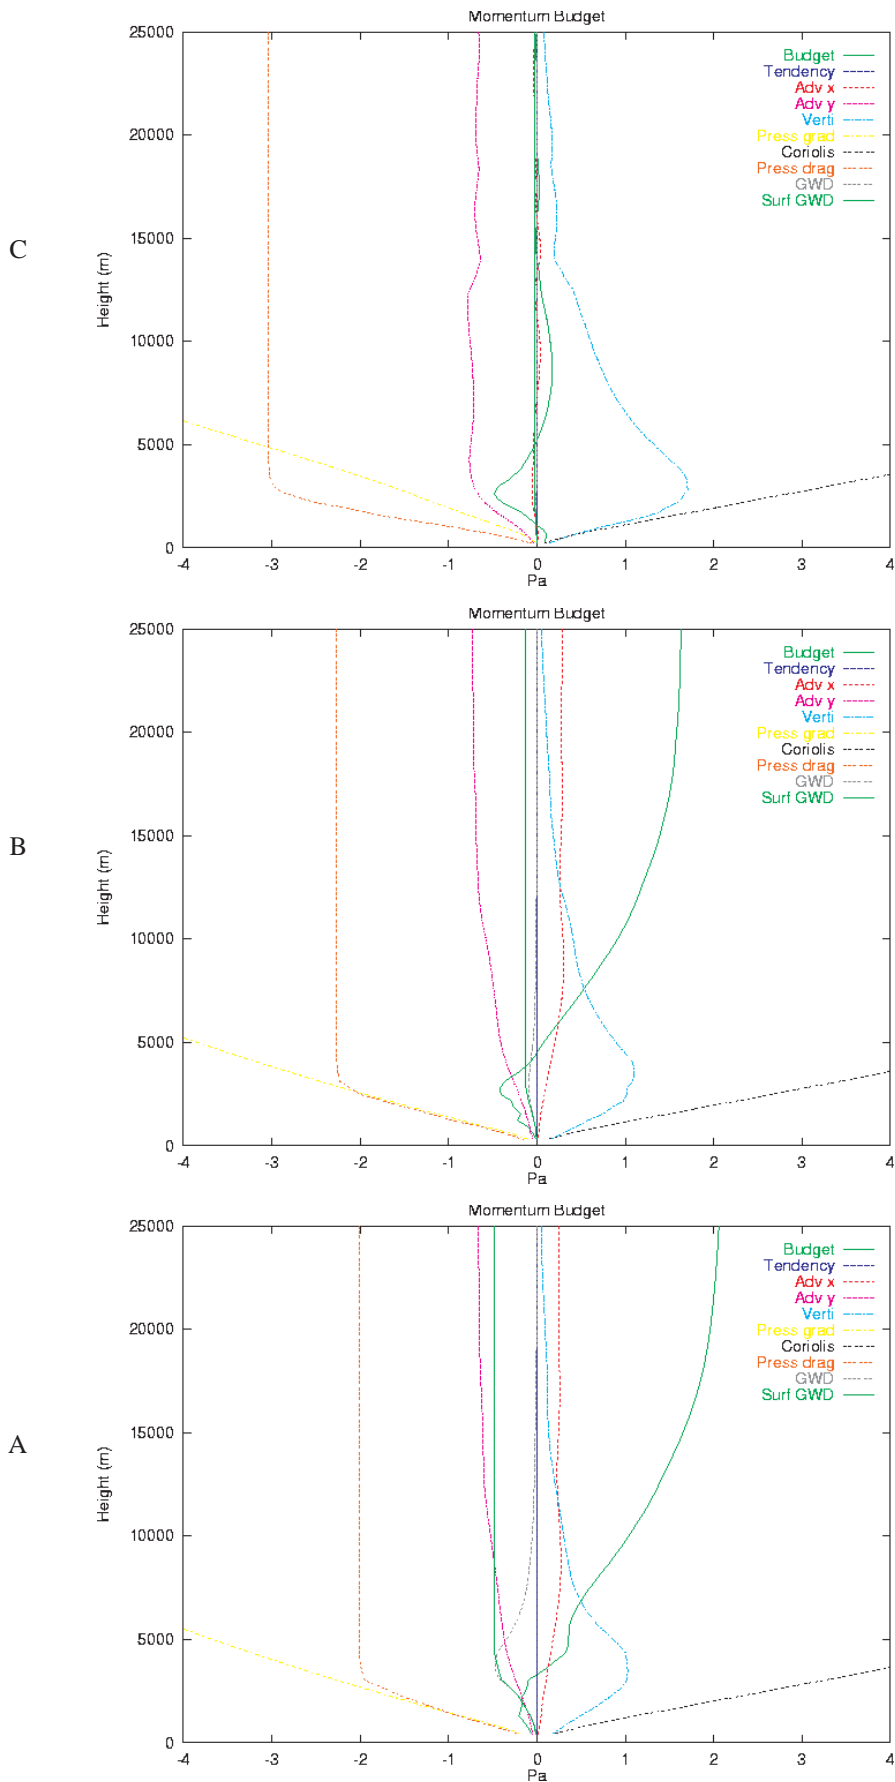 Momentum Budget
25000
20000
15000
10000
5000
0
Height (m)
C
Budget
Tendency
Adv x
Adv y
Verti
Press grad
Coriolis
Press drag
GWD
Surf GWD
-4 -3 -2 -1 0 1 2 3 4
Pa
Momentum Budget
25000
20000
15000
10000
5000
0
Height (m)
B
Budget
Tendency
Adv x
Adv y
Verti
Press grad
Coriolis
Press drag
GWD
Surf GWD
-4 -3 -2 -1 0 1 2 3 4
Pa
Momentum Budget
25000
20000
15000
10000
5000
0
Height (m)
A
Budget
Tendency
Adv x
Adv y
Verti
Press grad
Coriolis
Press drag
GWD
Surf GWD
-4 -3 -2 -1 0 1 2 3 4
Pa